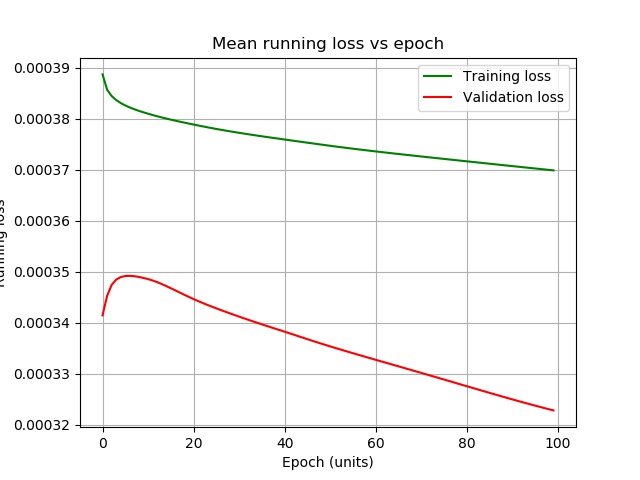 Mean running loss vs epoch
Training loss
Validation loss
0.00039
0.00038
0.00037
0.00036
0.00035
0.00034
0.00033
0.00032
loss
0 20 40 60 80 100
Epoch (units)